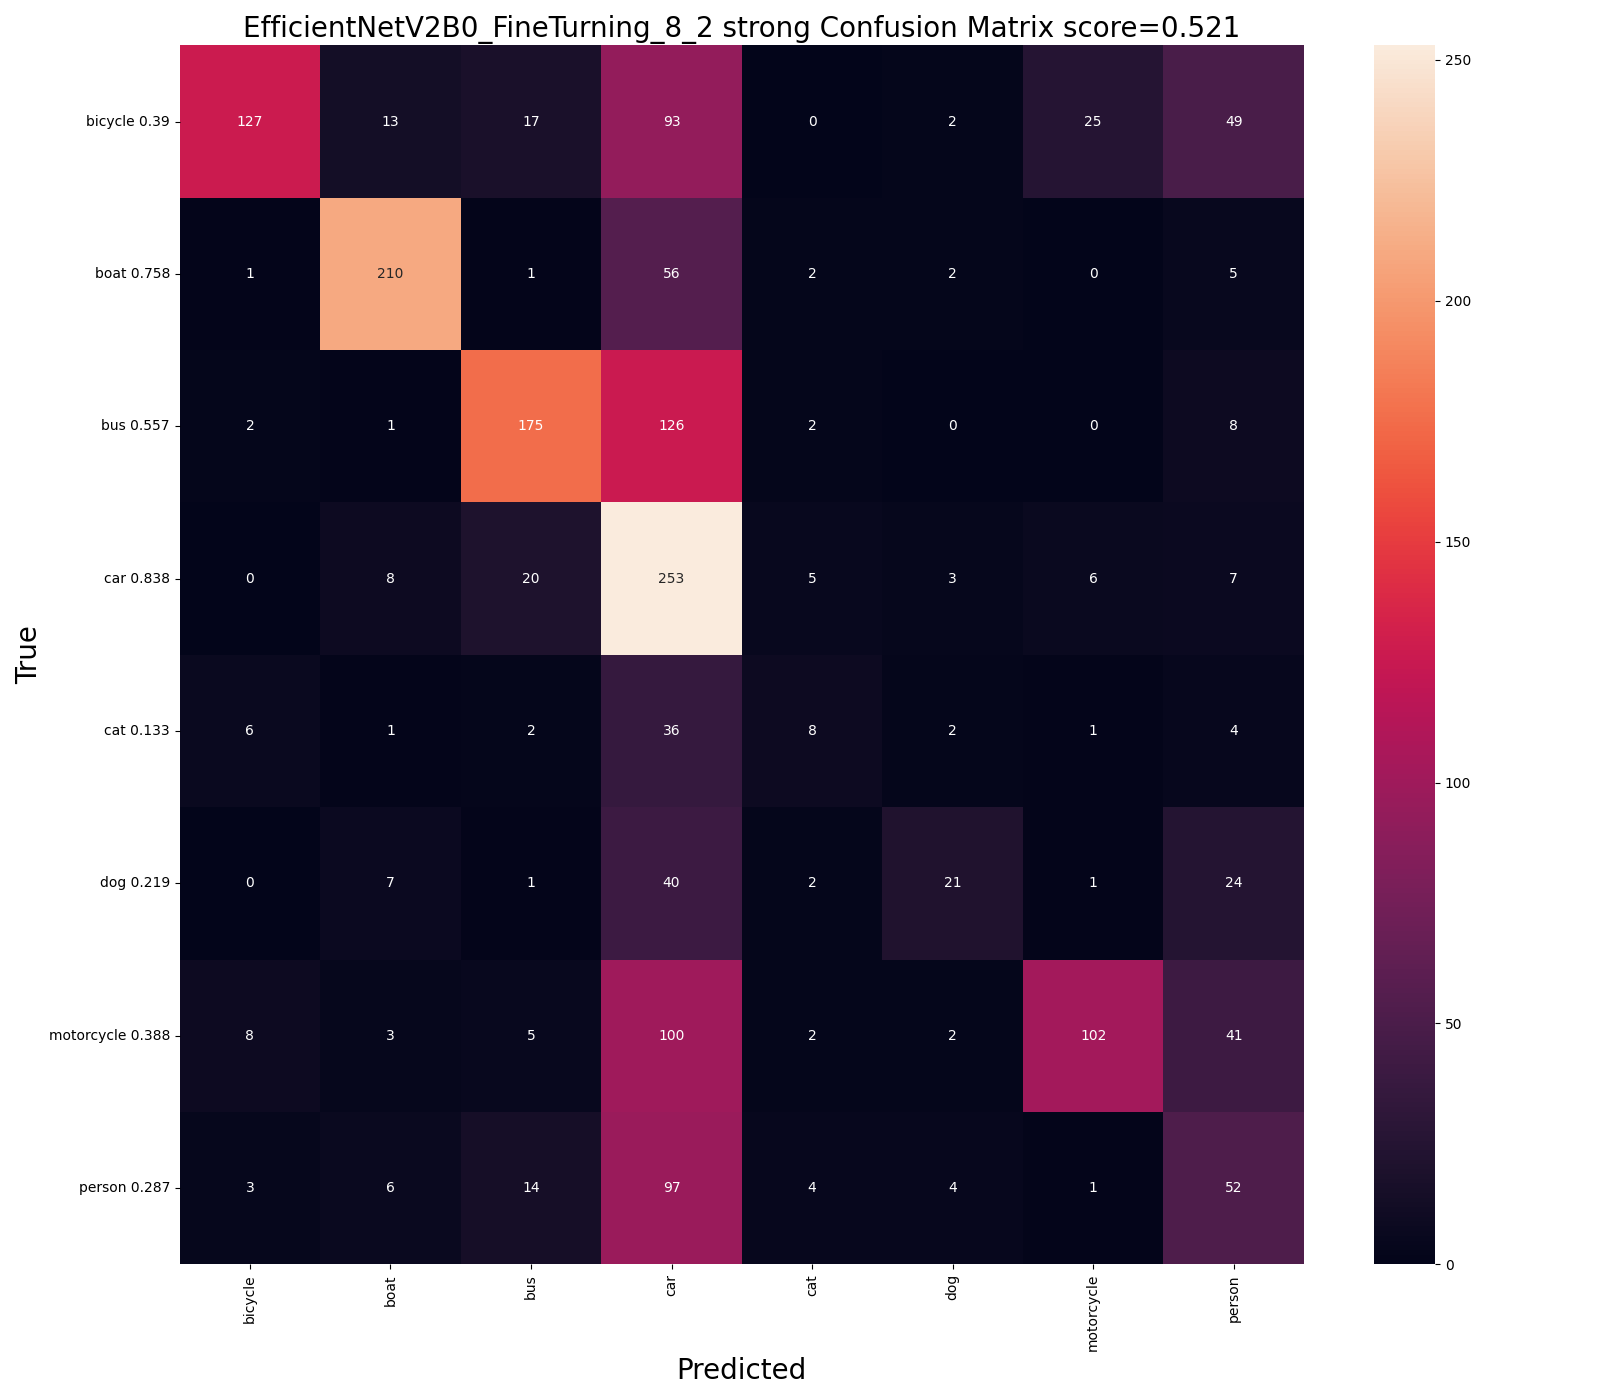 EfficientNetV2B0_FineTurning_8_2 strong Confusion Matrix score=0.521
bicycle 0.39 127 13 17 93 0 2 25 49
boat 0.758 1 210 1 56 2 2 0 5
bus 0.557 2 1 175 126 2 0 0 8
car 0.838 0 8 20 253 5 3 6 7
cat 0.133 6 1 2 36 8 2 1 4
dog 0.219 0 7 1 40 2 21 1 24
motorcycle 0.388 8 3 5 100 2 2 102 41
person 0.287 3 6 14 97 4 4 1 52
True
bicycle boat bus car cat dog motorcycle person
Predicted
250
200
150
100
50
0